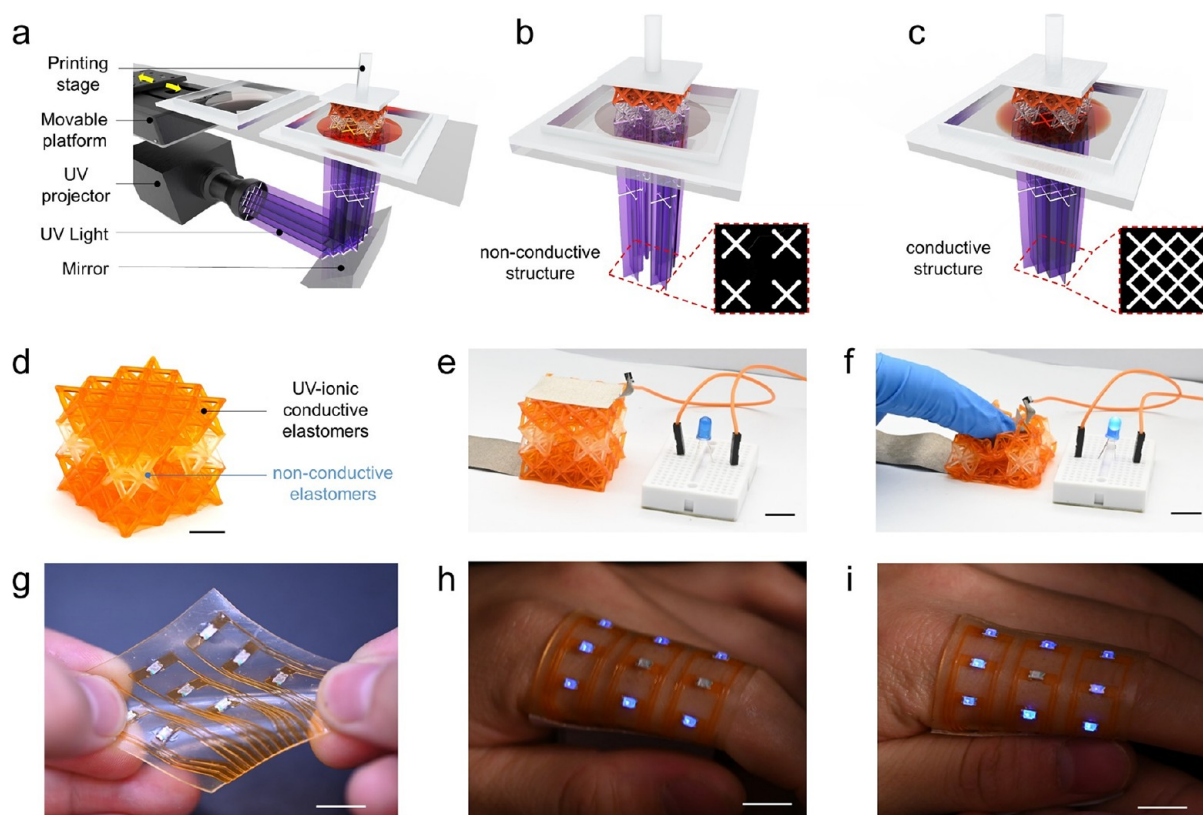 a
Printing
stage
Movable
platform
UV
projector
UV Light
Mirror
b
non-conductive
structure
c
conductive
structure
d
UV-ionic
conductive
elastomers
non-conductive
elastomers
e
f
g
h
i